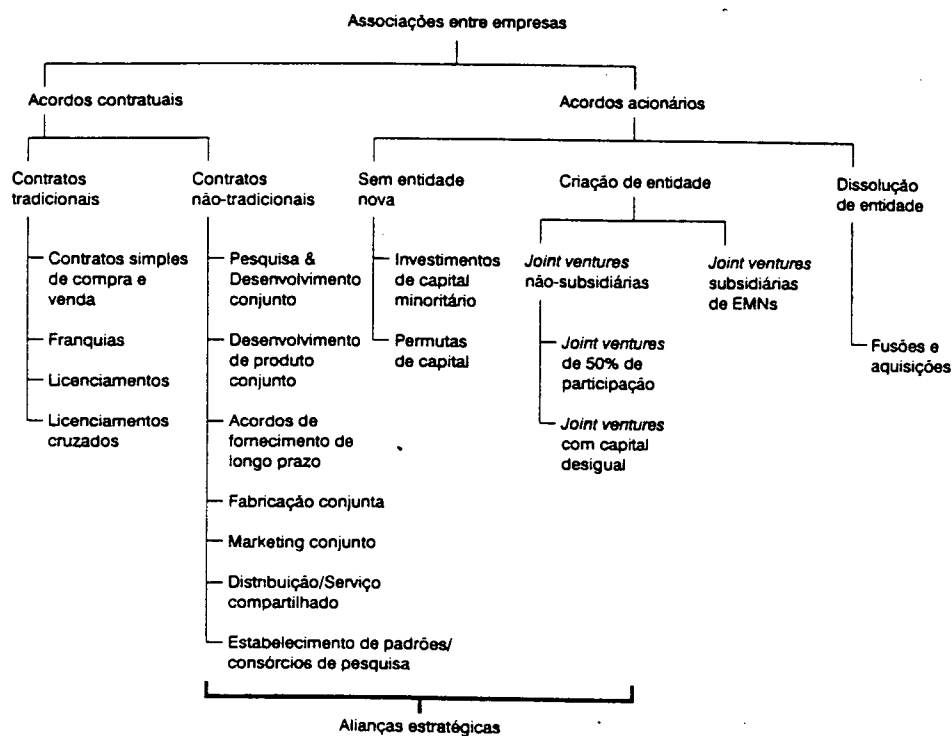 Associações entre empresas
Acordos contratuais
Acordos acionários
Contratos
tradicionais
Contratos
não-tradicionais
Sem entidade
nova
Criação de entidade
Dissolução
de entidade
Contratos simples
de compra e
venda
Franquias
Licenciamentos
Licenciamentos
cruzados
Pesquisa &
Desenvolvimento
conjunto
Desenvolvimento
de produto
conjunto
Acordos de
fornecimento de
longo prazo
Fabricação conjunta
Marketing conjunto
Distribuição/Serviço
compartilhado
Estabelecimento de padrões/
consórcios de pesquisa
Investimentos
de capital
minoritário
Permutas
de capital
Joint ventures
não-subsidiárias
Joint ventures
de 50% de
participação
Joint ventures
com capital
desigual
Joint ventures
subsidiárias
de EMNs
Fusões e
aquisições
Alianças estratégicas